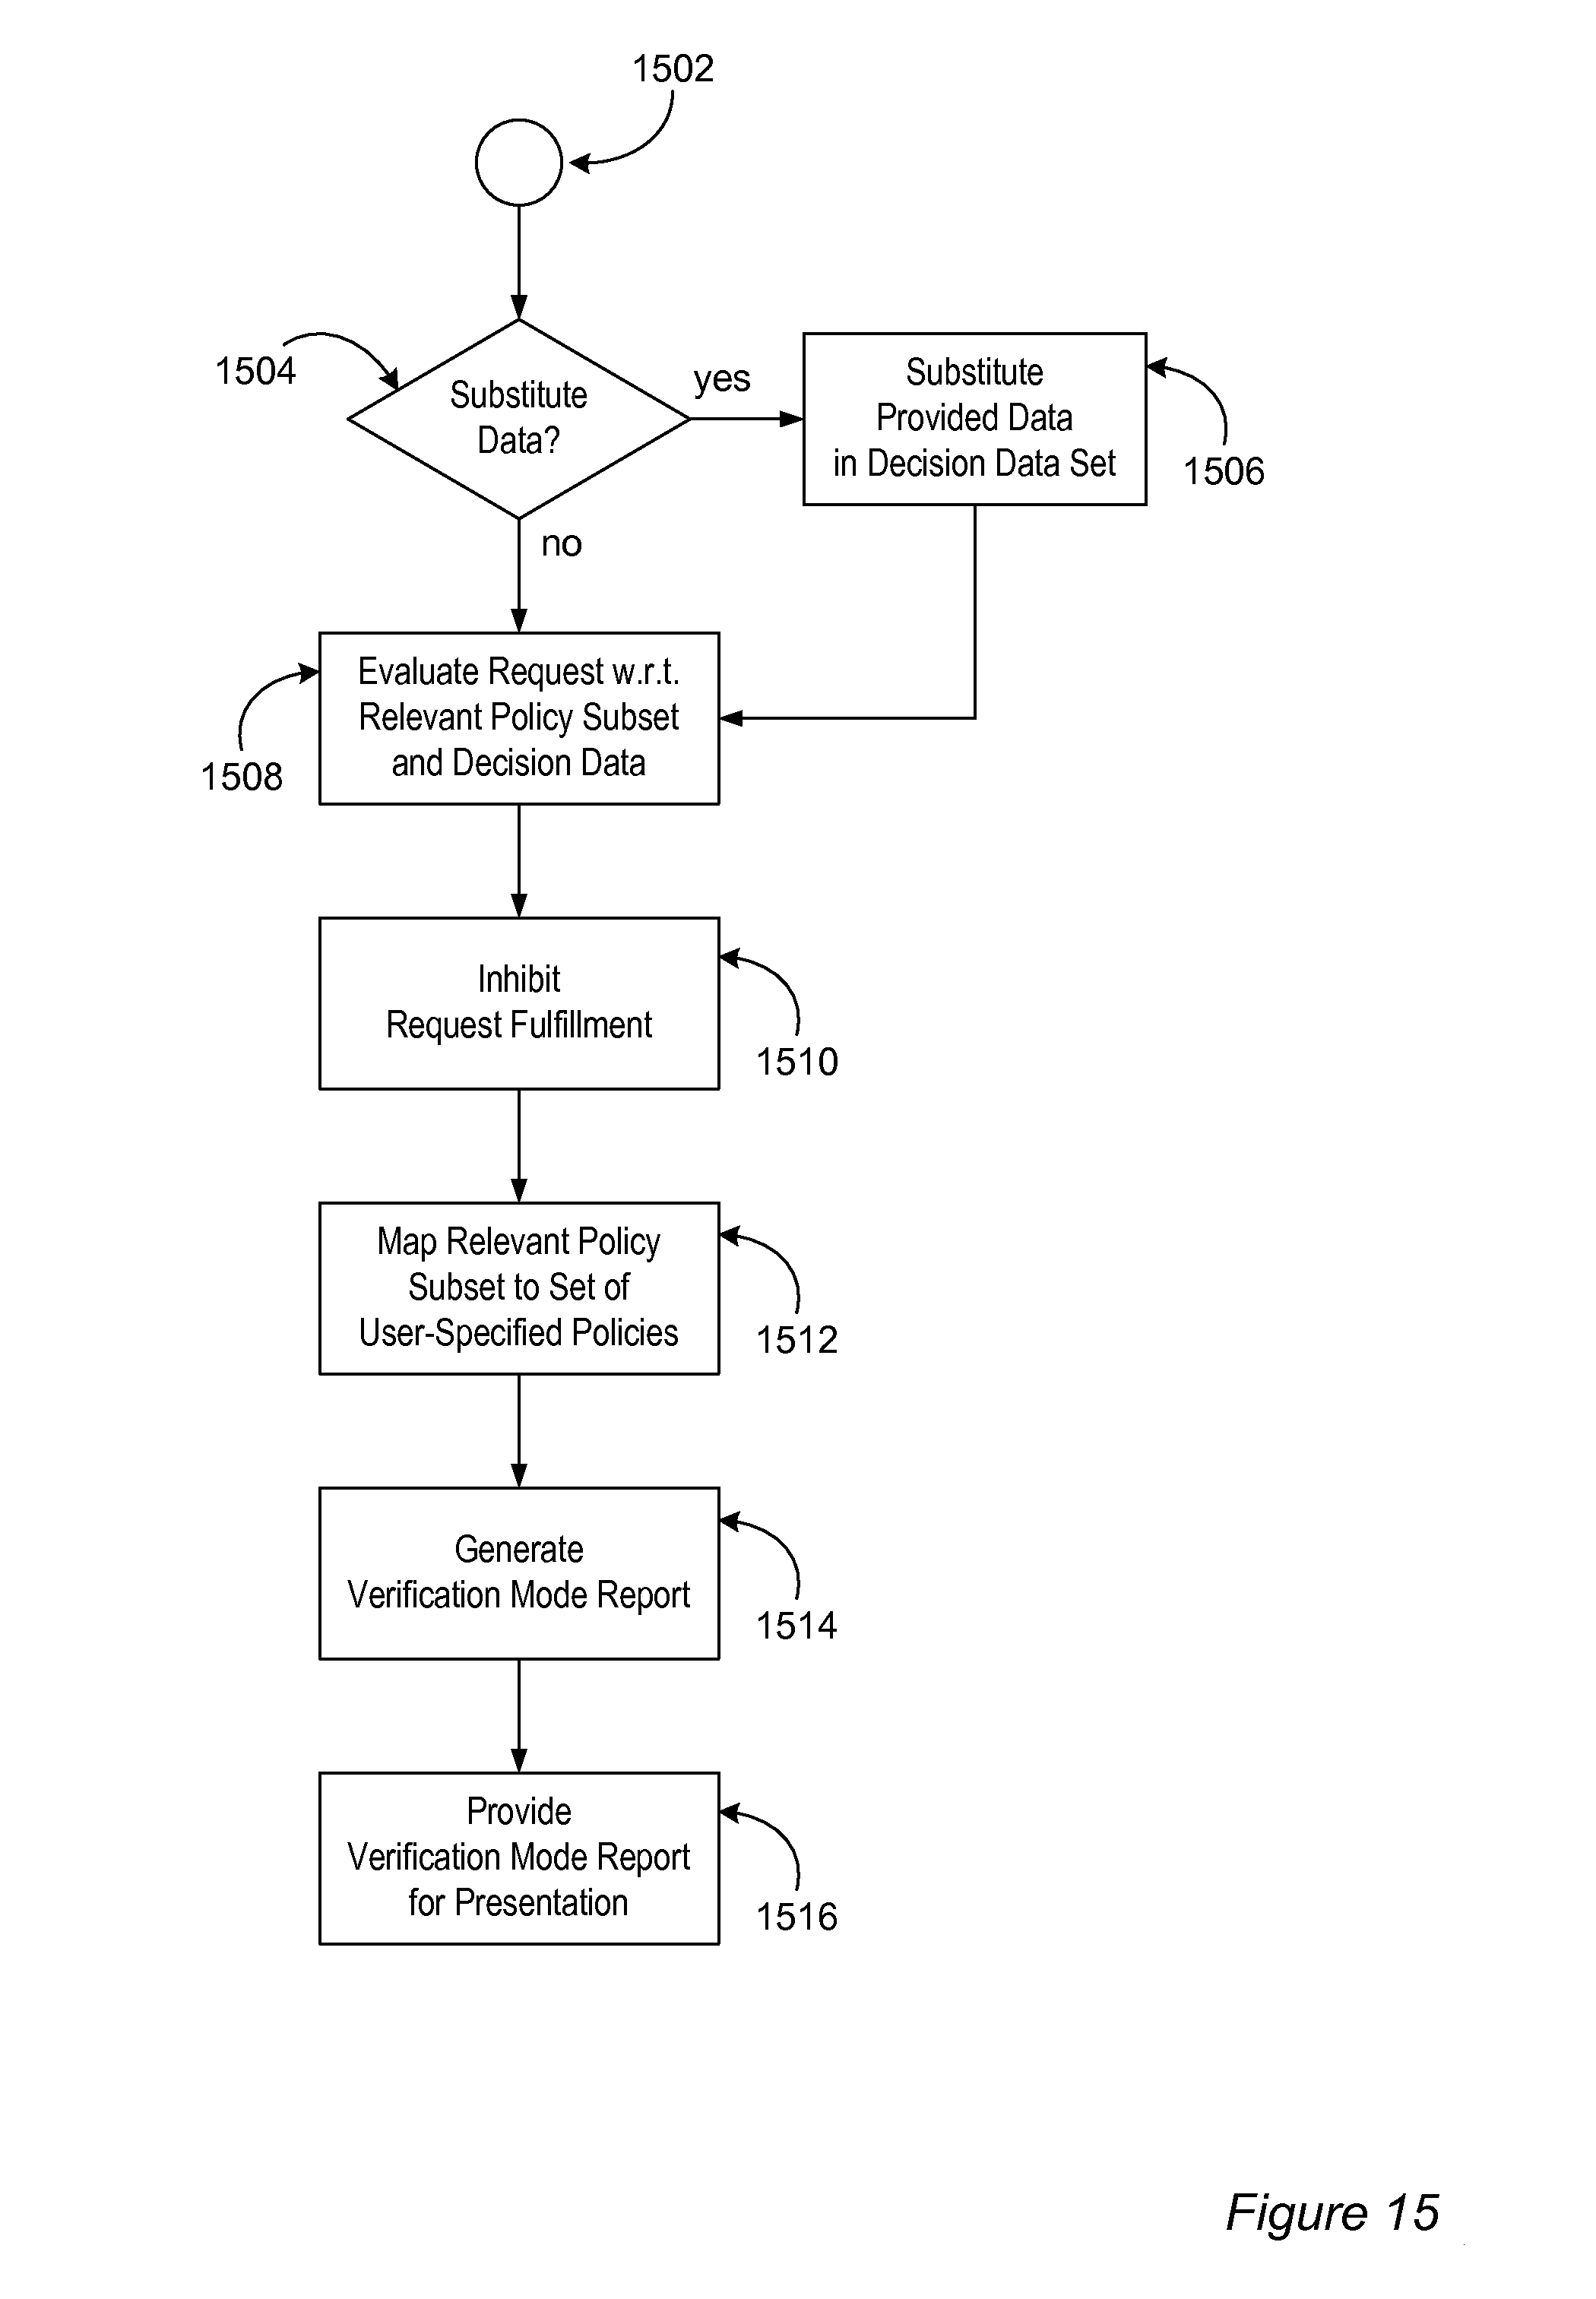 1502
1504
Substitute
Data?
yes
Substitute
Provided Data
in Decision Data Set
1506
no
Evaluate Request w.r.t.
Relevant Policy Subset
and Decision Data
1508
Inhibit
Request Fulfillment
1510
Map Relevant Policy
Subset to Set of
User-Specified Policies
1512
Generate
Verification Mode Report
1514
Provide
Verification Mode Report
for Presentation
1516
Figure 15